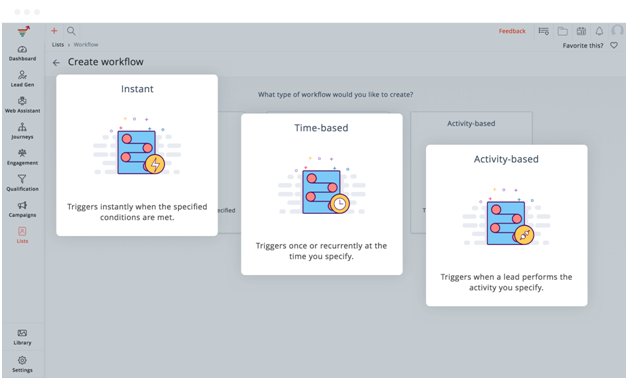 Feedback
Lists > Workflow
Favorite this?
← Create workflow
Dashboard
Lead Gen
Web Assistant
Journeys
Engagement
Qualification
Campaigns
Lists
Library
Settings
What type of workflow would you like to create?
Instant
Triggers instantly when the specified
conditions are met.
Time-based
Triggers once or recurrently at the
time you specify.
Activity-based
Activity-based
Triggers when a lead performs the
activity you specify.